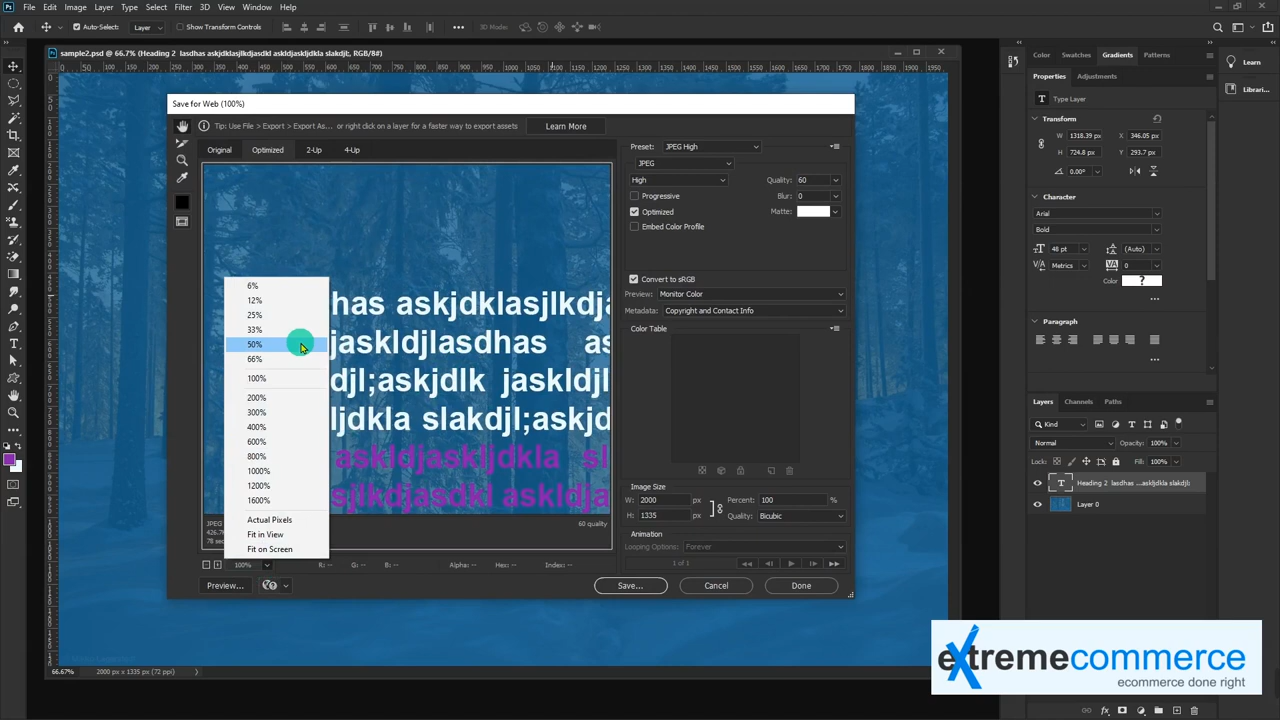 File Edit Image Layer Type Select Filter 3D View Window Help
Auto-Select: Layer Show Transform Controls 3D Mode:
sample2.psd @ 66.7% (Heading 2 lasdhas askjdklasjlkdjasdkl askldjaskljdkla slakdjl;, RGB/8#)
Save for Web (100%)
Tip: Use File > Export > Export As... or right click on a layer for a faster way to export assets Learn More
Original Optimized 2-Up 4-Up
Preset: JPEG High
JPEG
High Quality: 60
Progressive Blur: 0
Optimized Matte:
Embed Color Profile
Convert to sRGB
Preview: Monitor Color
Metadata: Copyright and Contact Info
Color Table
Image Size
W: 2000 px Percent: 100 %
H: 1335 px Quality: Bicubic
Animation
Looping Options: Forever
1 of 1
has askjdklasjlkdja
jaskldjlasdhas as
djl;askjdlk jaskldjl
ljdkla slakdjl;askjd
askldjaskljdkla sl
sjlkdjasdkl askldja
6%
12%
25%
33%
50%
66%
100%
200%
300%
400%
600%
800%
1000%
1200%
1600%
Actual Pixels
Fit in View
Fit on Screen
JPEG
60 quality
100% R: -- G: -- B: -- Alpha: -- Hex: -- Index: --
Preview... Save... Cancel Done
66.67% 2000 px x 1335 px (72 ppi)
Color Swatches Gradients Patterns
Properties Adjustments
Type Layer
Transform
W 1318.39 px X 346.05 px
H 724.8 px Y 293.7 px
0.00°
Character
Arial
Bold
48 pt (Auto)
Metrics 0
Color ?
Paragraph
Layers Channels Paths
Kind
Normal Opacity: 100%
Lock: Fill: 100%
Heading 2 lasdhas ...askljdkla slakdjl;
Layer 0
Learn
Librari...
extremecommerce
ecommerce done right